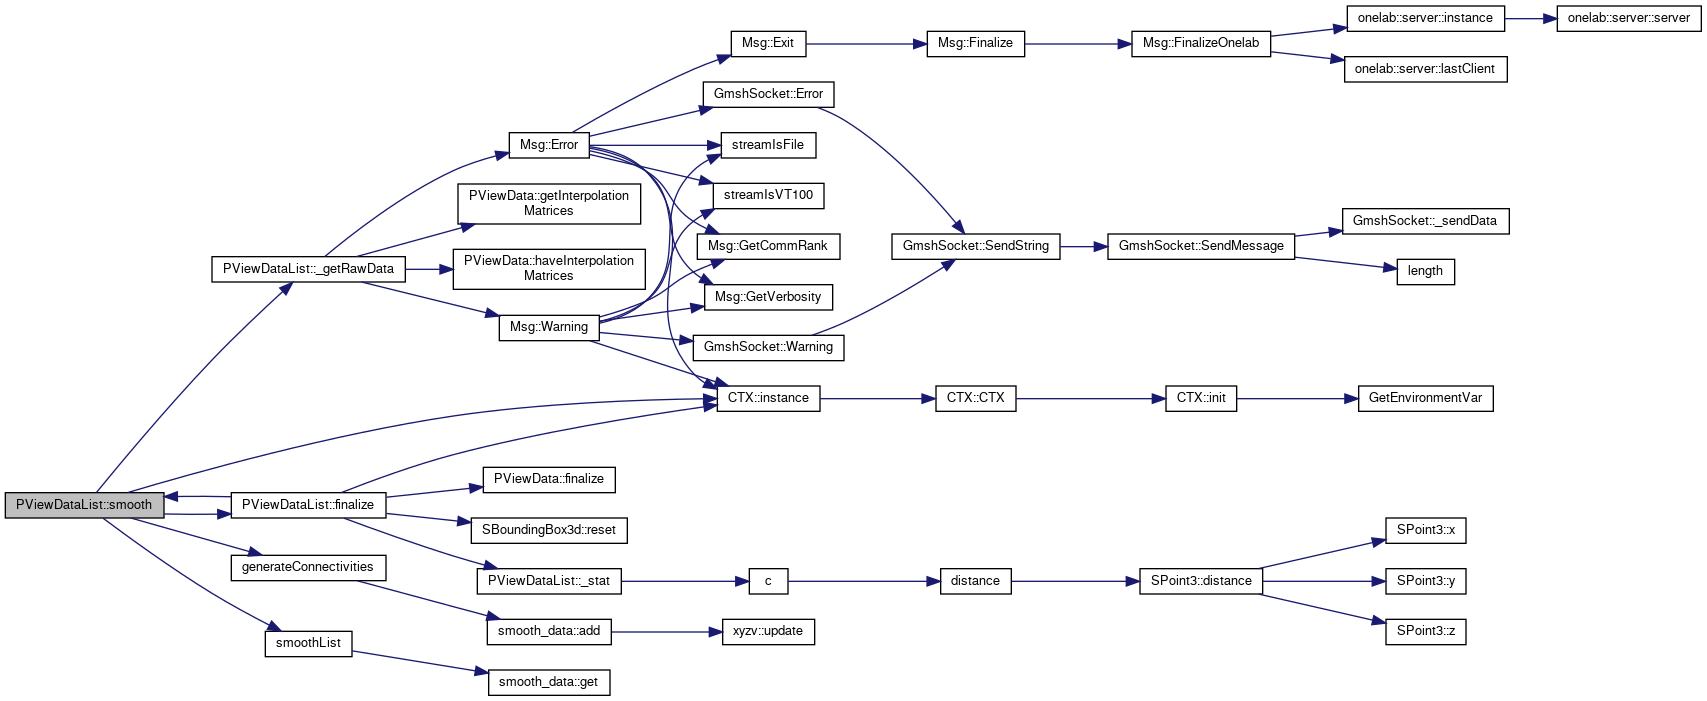 onelab::server::instance
onelab::server::server
Msg::Exit
Msg::Finalize
Msg::FinalizeOnelab
onelab::server::lastClient
GmshSocket::Error
Msg::Error
streamIsFile
PViewData::getInterpolation
Matrices
streamIsVT100
GmshSocket::_sendData
Msg::GetCommRank
GmshSocket::SendString
GmshSocket::SendMessage
PViewDataList::_getRawData
PViewData::haveInterpolation
Matrices
length
Msg::GetVerbosity
Msg::Warning
GmshSocket::Warning
CTX::instance
CTX::CTX
CTX::init
GetEnvironmentVar
PViewData::finalize
PViewDataList::smooth
PViewDataList::finalize
SBoundingBox3d::reset
SPoint3::x
generateConnectivities
PViewDataList::_stat
c
distance
SPoint3::distance
SPoint3::y
smooth_data::add
xyzv::update
SPoint3::z
smoothList
smooth_data::get